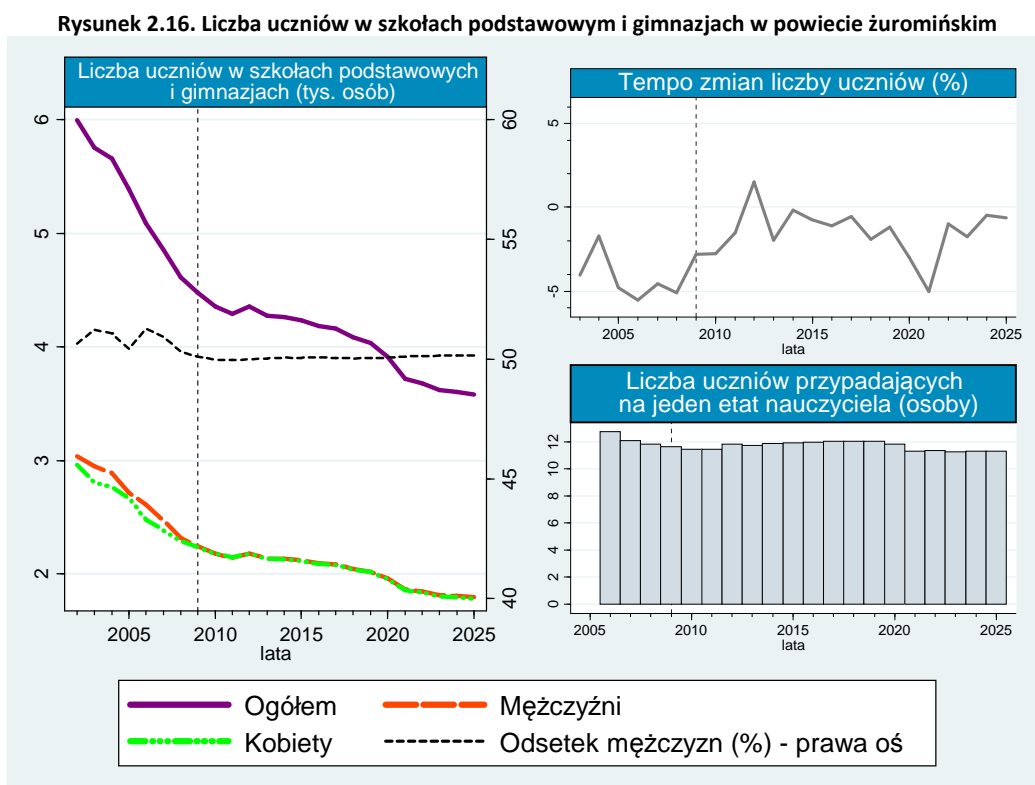 Rysunek 2.16. Liczba uczniów w szkołach podstawowym i gimnazjach w powiecie żuromińskim
Liczba uczniów w szkołach podstawowych
i gimnazjach (tys. osób)
6
5
4
3
2
60
55
50
45
40
2005 2010 2015 2020 2025
lata
Tempo zmian liczby uczniów (%)
5
0
-5
2005 2010 2015 2020 2025
lata
Liczba uczniów przypadających
na jeden etat nauczyciela (osoby)
12
10
8
6
4
2
0
2005 2010 2015 2020 2025
lata
Ogółem
Mężczyźni
Kobiety
Odsetek mężczyzn (%) - prawa oś